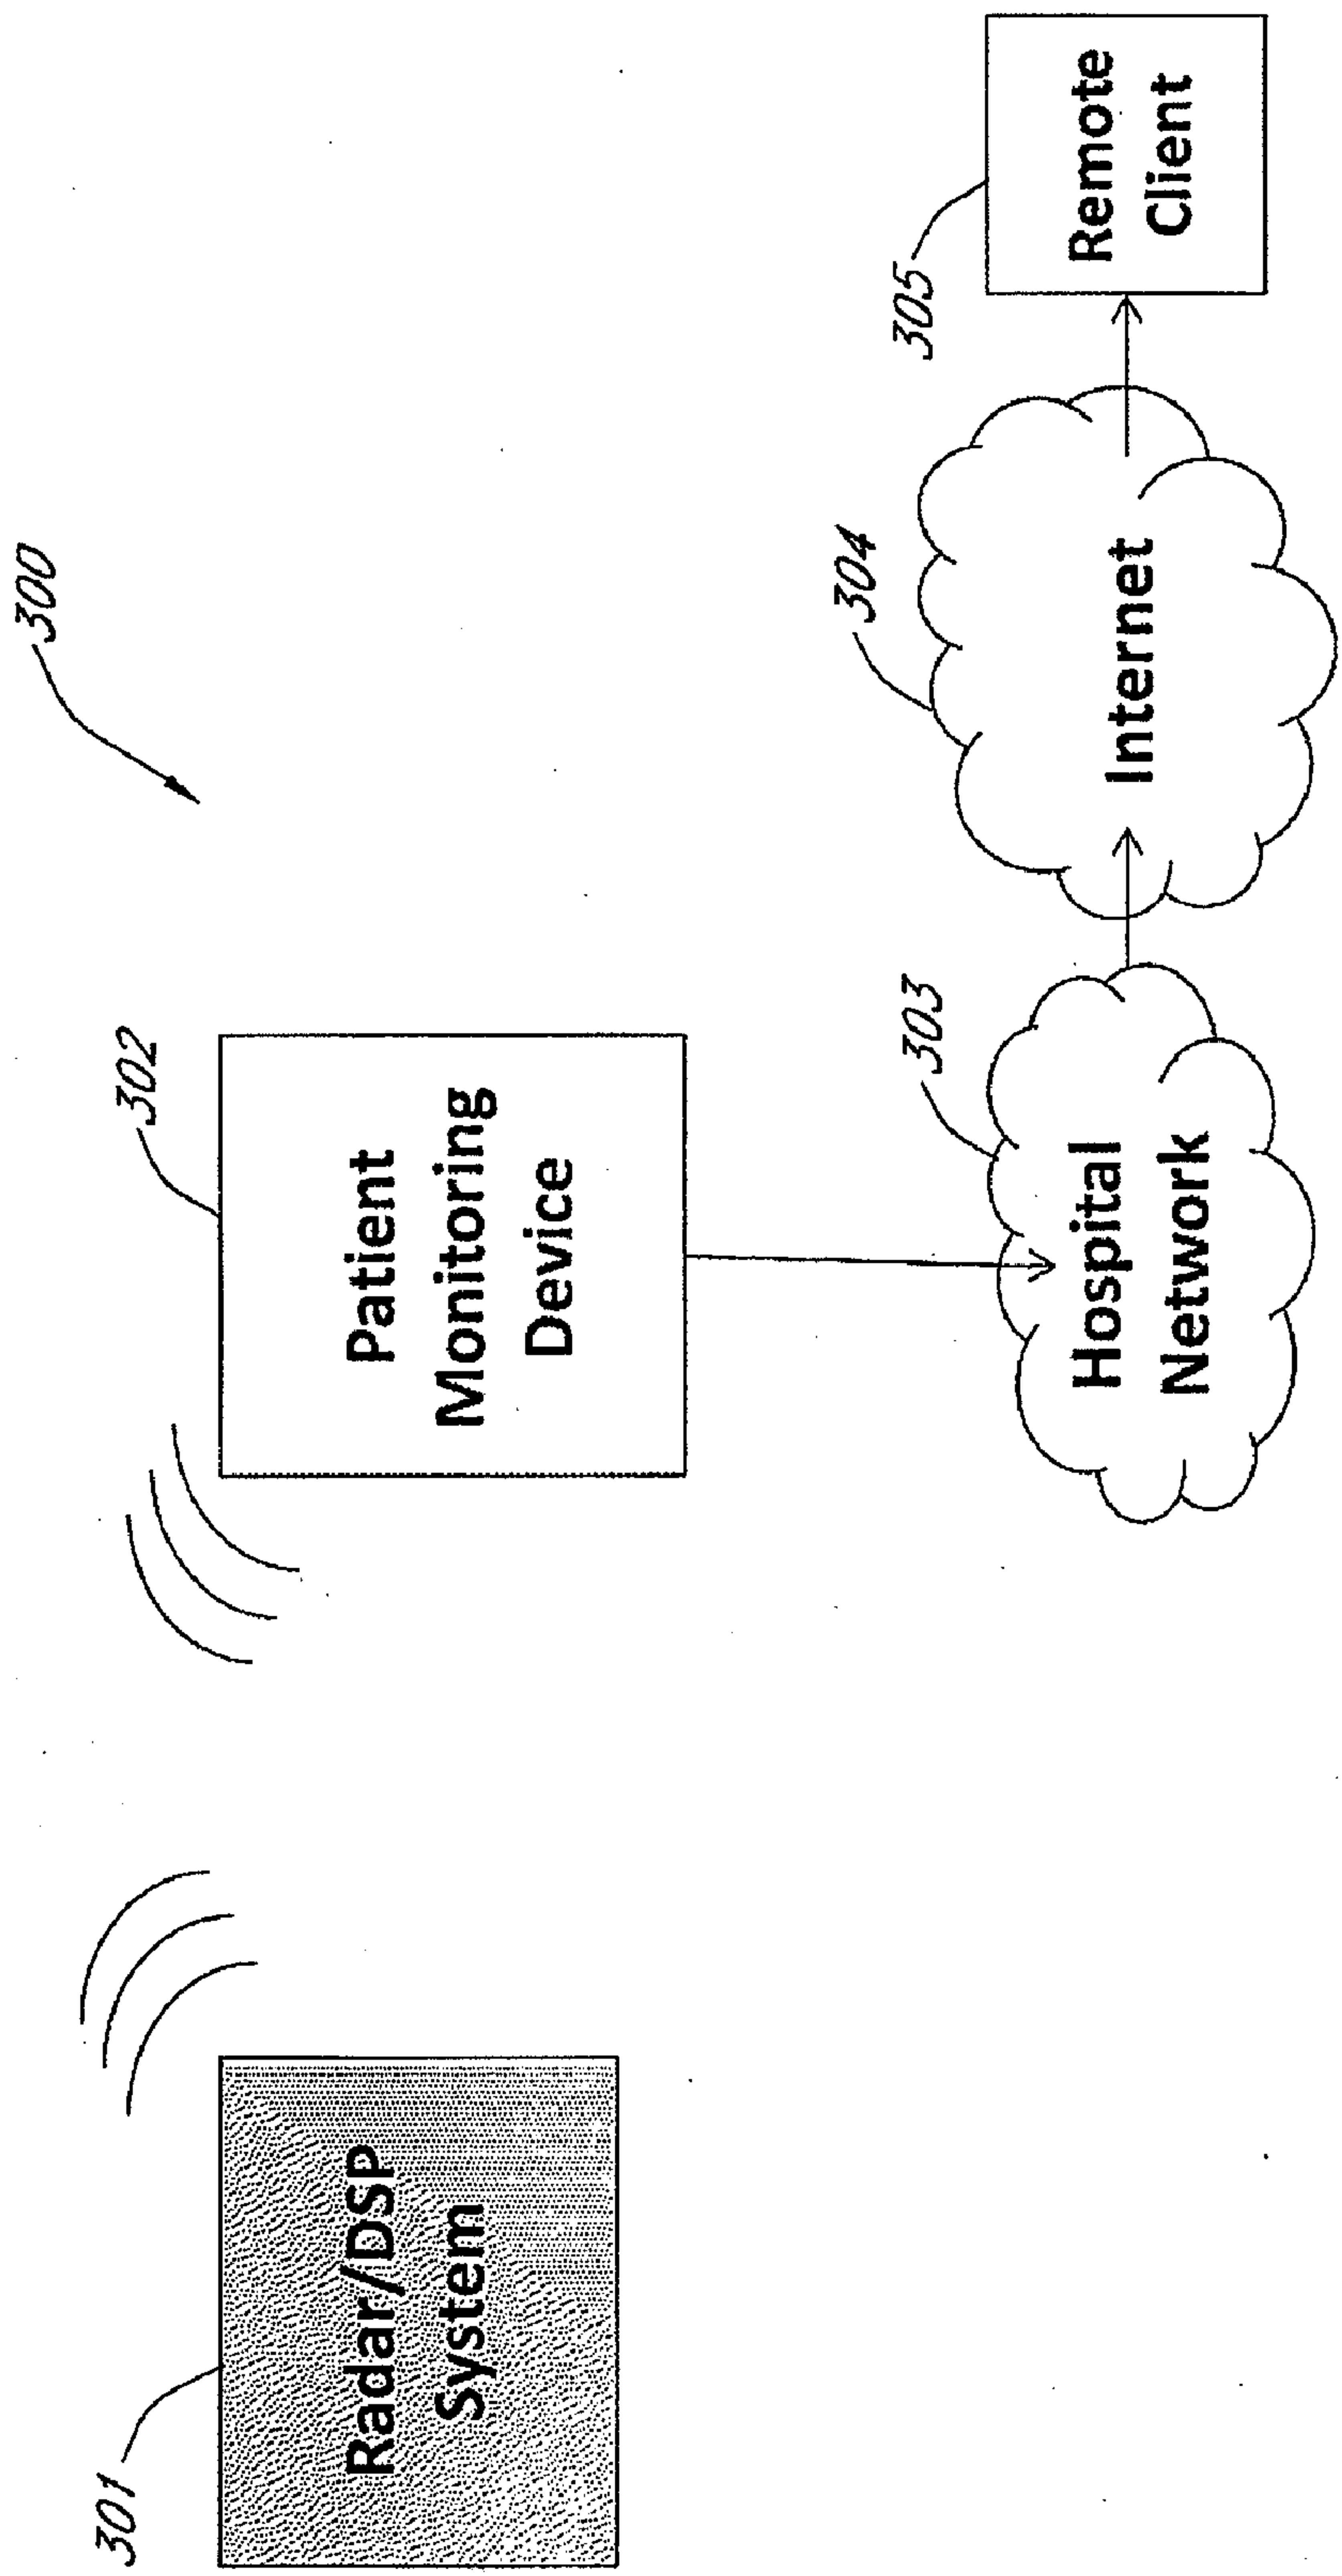 300
301
Radar/DSP
System
302
Patient
Monitoring
Device
303
Hospital
Network
304
Internet
305
Remote
Client